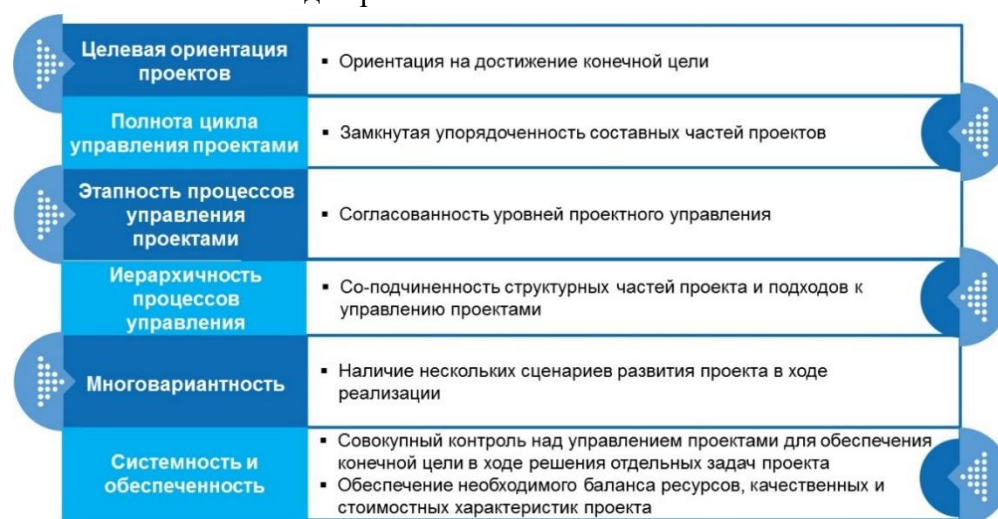 Целевая ориентация
проектов
▪ Ориентация на достижение конечной цели
Полнота цикла
управления проектами
▪ Замкнутая упорядоченность составных частей проектов
Этапность процессов
управления
проектами
▪ Согласованность уровней проектного управления
Иерархичность
процессов
управления
▪ Со-подчиненность структурных частей проекта и подходов к
управлению проектами
Многовариантность
▪ Наличие нескольких сценариев развития проекта в ходе
реализации
Системность и
обеспеченность
▪ Совокупный контроль над управлением проектами для обеспечения
конечной цели в ходе решения отдельных задач проекта
▪ Обеспечение необходимого баланса ресурсов, качественных и
стоимостных характеристик проекта